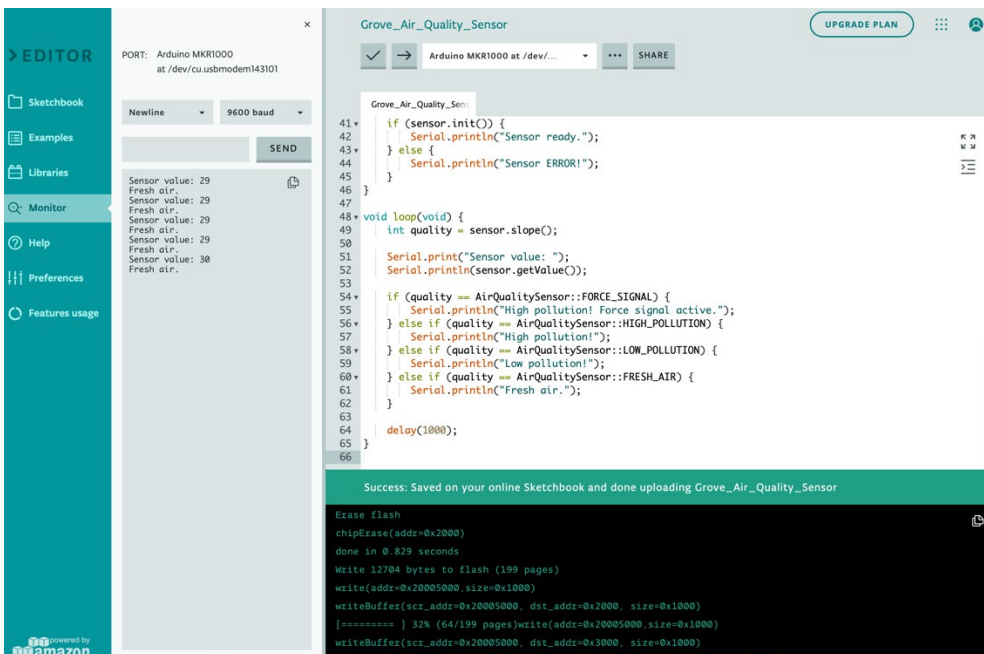 >EDITOR
Sketchbook
Examples
Libraries
Monitor
Help
Preferences
Features usage
powered by
amazon
×
PORT: Arduino MKR1000
at /dev/cu.usbmodem143101
Newline 9600 baud
SEND
Sensor value: 29
Fresh air.
Sensor value: 29
Fresh air.
Sensor value: 29
Fresh air.
Sensor value: 29
Fresh air.
Sensor value: 30
Fresh air.
Grove_Air_Quality_Sensor
UPGRADE PLAN
Arduino MKR1000 at /dev/... ... SHARE
Grove_Air_Quality_Sen
41 if (sensor.init()) {
42 Serial.println("Sensor ready.");
43 } else {
44 Serial.println("Sensor ERROR!");
45 }
46 }
47
48 void loop(void) {
49 int quality = sensor.slope();
50
51 Serial.print("Sensor value: ");
52 Serial.println(sensor.getValue());
53
54 if (quality == AirQualitySensor::FORCE_SIGNAL) {
55 Serial.println("High pollution! Force signal active.");
56 } else if (quality == AirQualitySensor::HIGH_POLLUTION) {
57 Serial.println("High pollution!");
58 } else if (quality == AirQualitySensor::LOW_POLLUTION) {
59 Serial.println("Low pollution!");
60 } else if (quality == AirQualitySensor::FRESH_AIR) {
61 Serial.println("Fresh air.");
62 }
63
64 delay(1000);
65 }
66
Success: Saved on your online Sketchbook and done uploading Grove_Air_Quality_Sensor
Erase flash
chipErase(addr=0x2000)
done in 0.829 seconds
Write 12704 bytes to flash (199 pages)
write(addr=0x20005000,size=0x1000)
writeBuffer(scr_addr=0x20005000, dst_addr=0x2000, size=0x1000)
[========= ] 32% (64/199 pages)write(addr=0x20005000,size=0x1000)
writeBuffer(scr_addr=0x20005000, dst_addr=0x3000, size=0x1000)